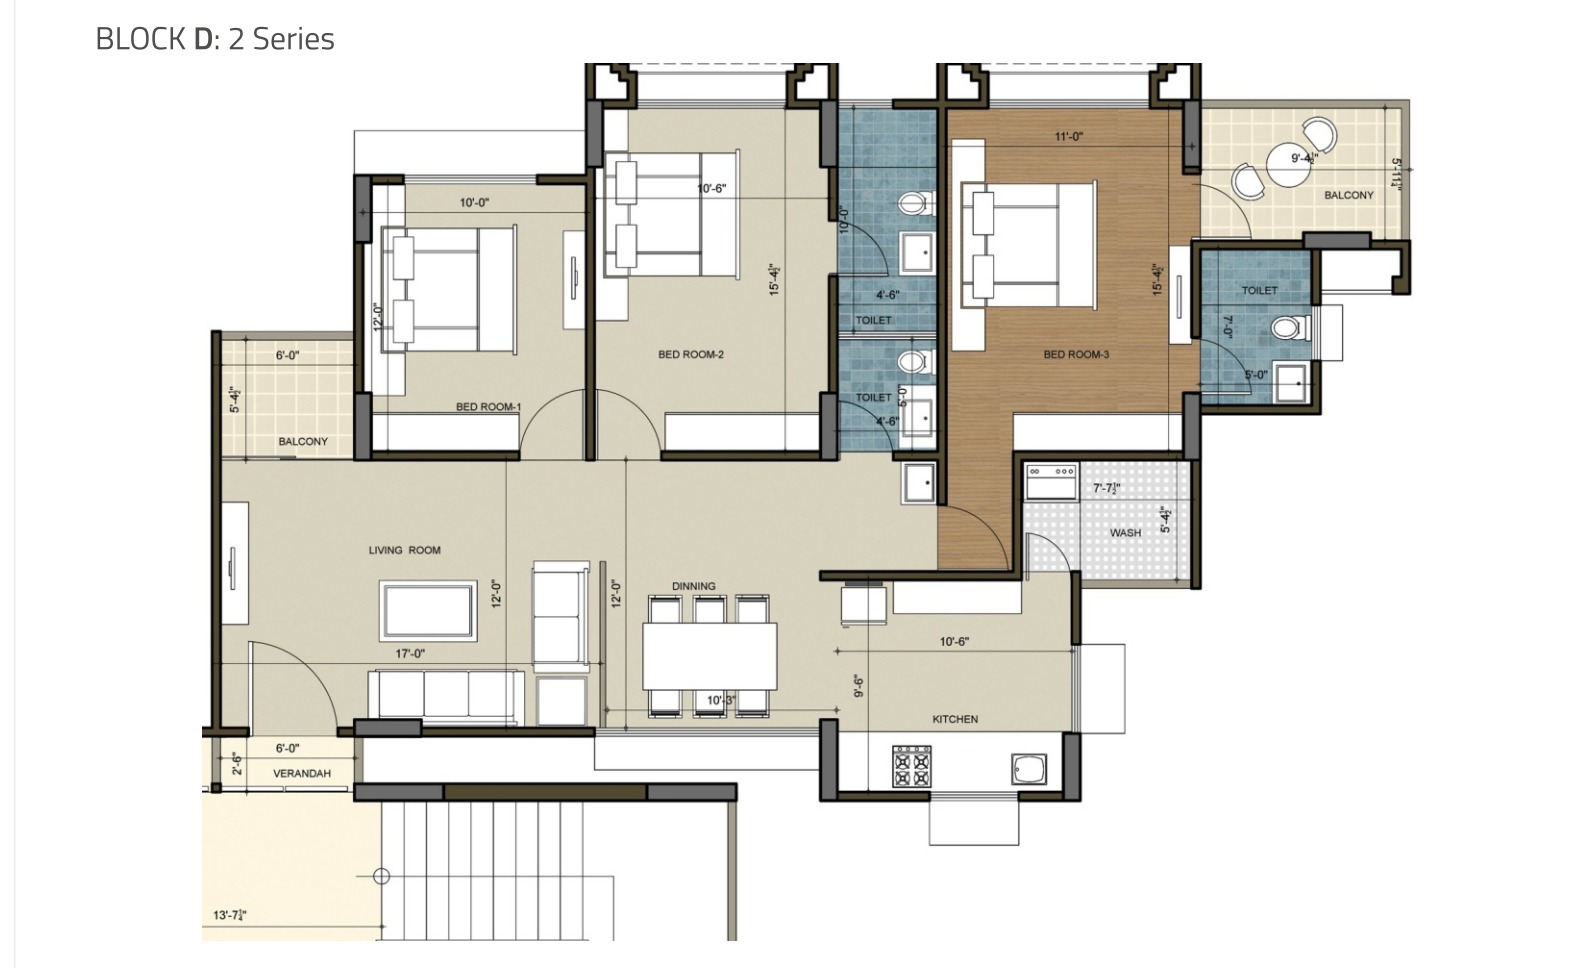 BLOCK D: 2 Series
11'-0"
9'-4½"
5'-11¼"
BALCONY
10'-6"
10'-0"
10'-0"
15'-4½"
15'-4½"
12'-0"
4'-6"
TOILET
TOILET
7'-0"
5'-0"
BED ROOM-2
BED ROOM-3
6'-0"
5'-4½"
BALCONY
BED ROOM-1
TOILET
5'-0"
4'-6"
7'-7½"
5'-4½"
WASH
LIVING ROOM
12'-0"
12'-0"
DINNING
17'-0"
10'-6"
9'-6"
10'-3"
KITCHEN
6'-0"
2'-6"
VERANDAH
13'-7¼"